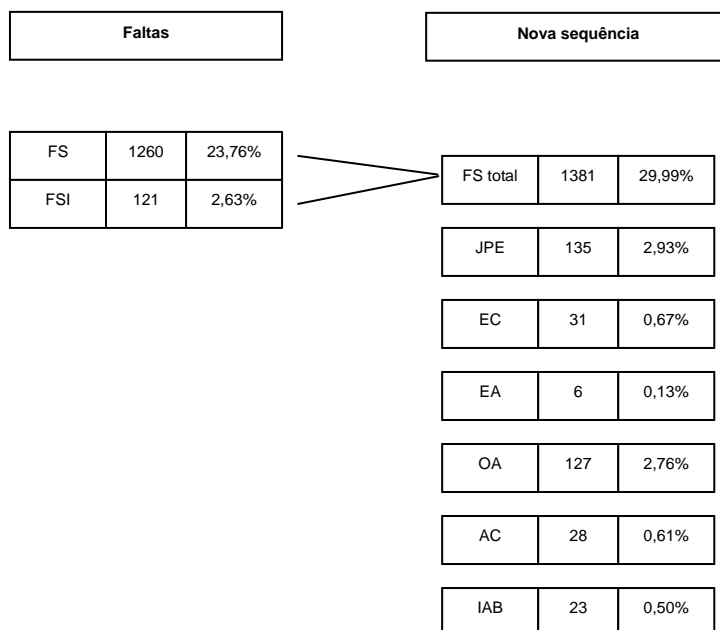 Faltas
Nova sequência
FS 1260 23,76%
FSI 121 2,63%
FS total 1381 29,99%
JPE 135 2,93%
EC 31 0,67%
EA 6 0,13%
OA 127 2,76%
AC 28 0,61%
IAB 23 0,50%